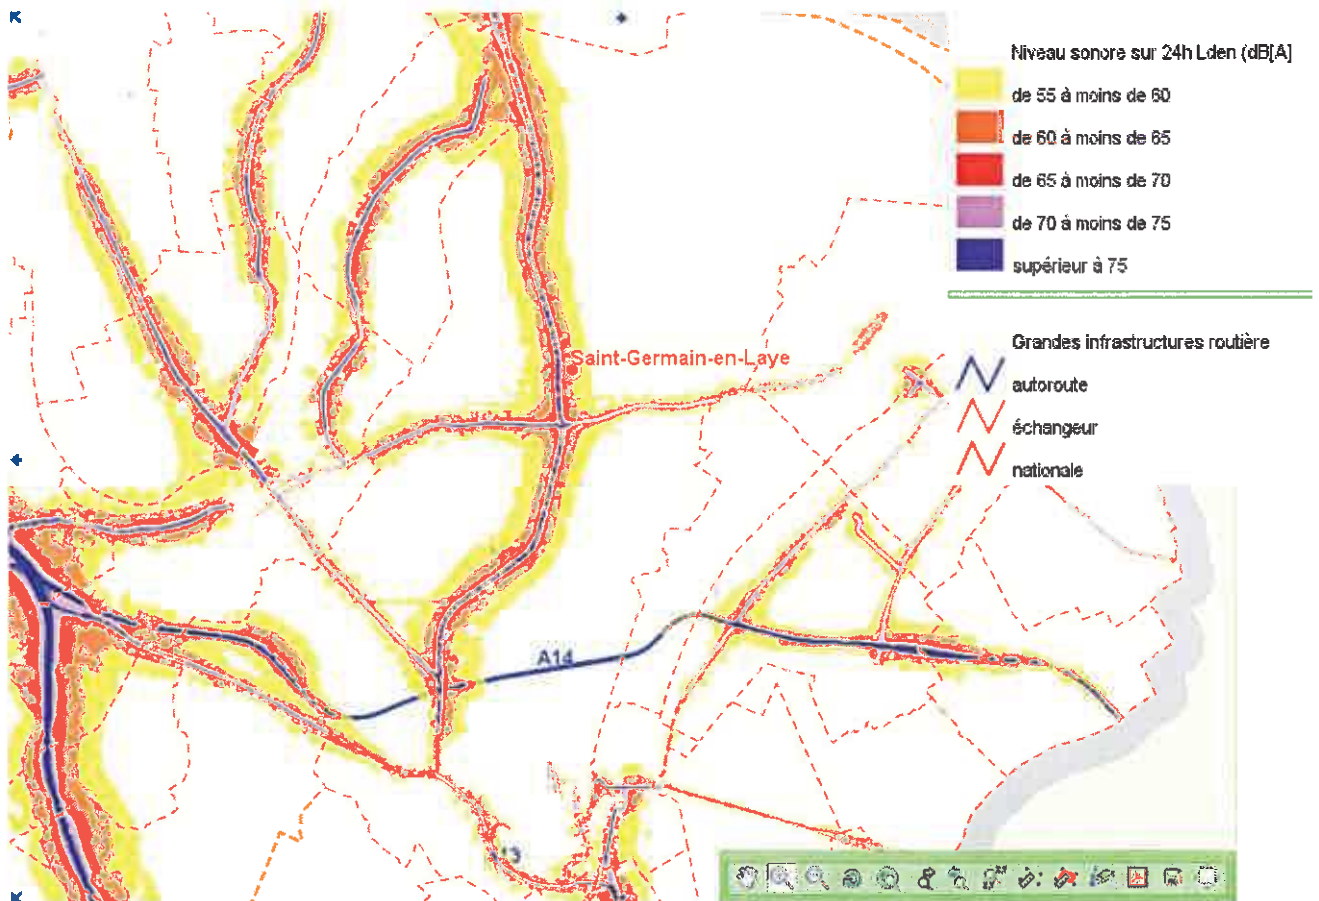 Niveau sonore sur 24h Lden (dB[A]
de 55 à moins de 60
de 60 à moins de 65
de 65 à moins de 70
de 70 à moins de 75
supérieur à 75
Grandes infrastructures routière
autoroute
échangeur
nationale
Saint-Germain-en-Laye
A14